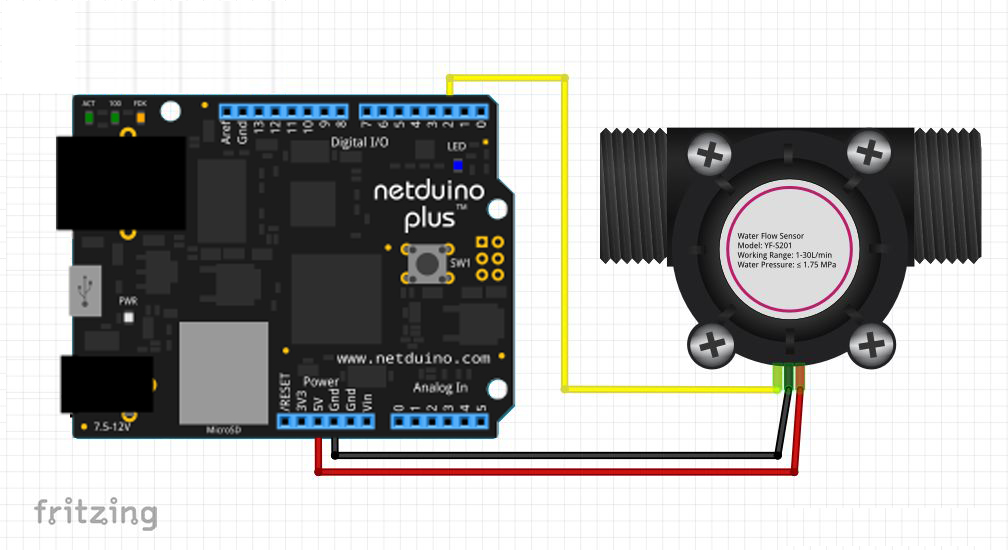 ACT 100 PDX
Aref Gnd 13 12 11 10 9 8 7 6 5 4 3 2 1 0
Digital I/O
LED
netduino
plus™
SW1
PWR
www.netduino.com
/RESET 3V3 5V Gnd Gnd Vin
Power
Analog In
0 1 2 3 4 5
7.5-12V
MicroSD
Water Flow Sensor
Model: YF-S201
Working Range: 1-30L/min
Water Pressure: ≤ 1.75 MPa
fritzing